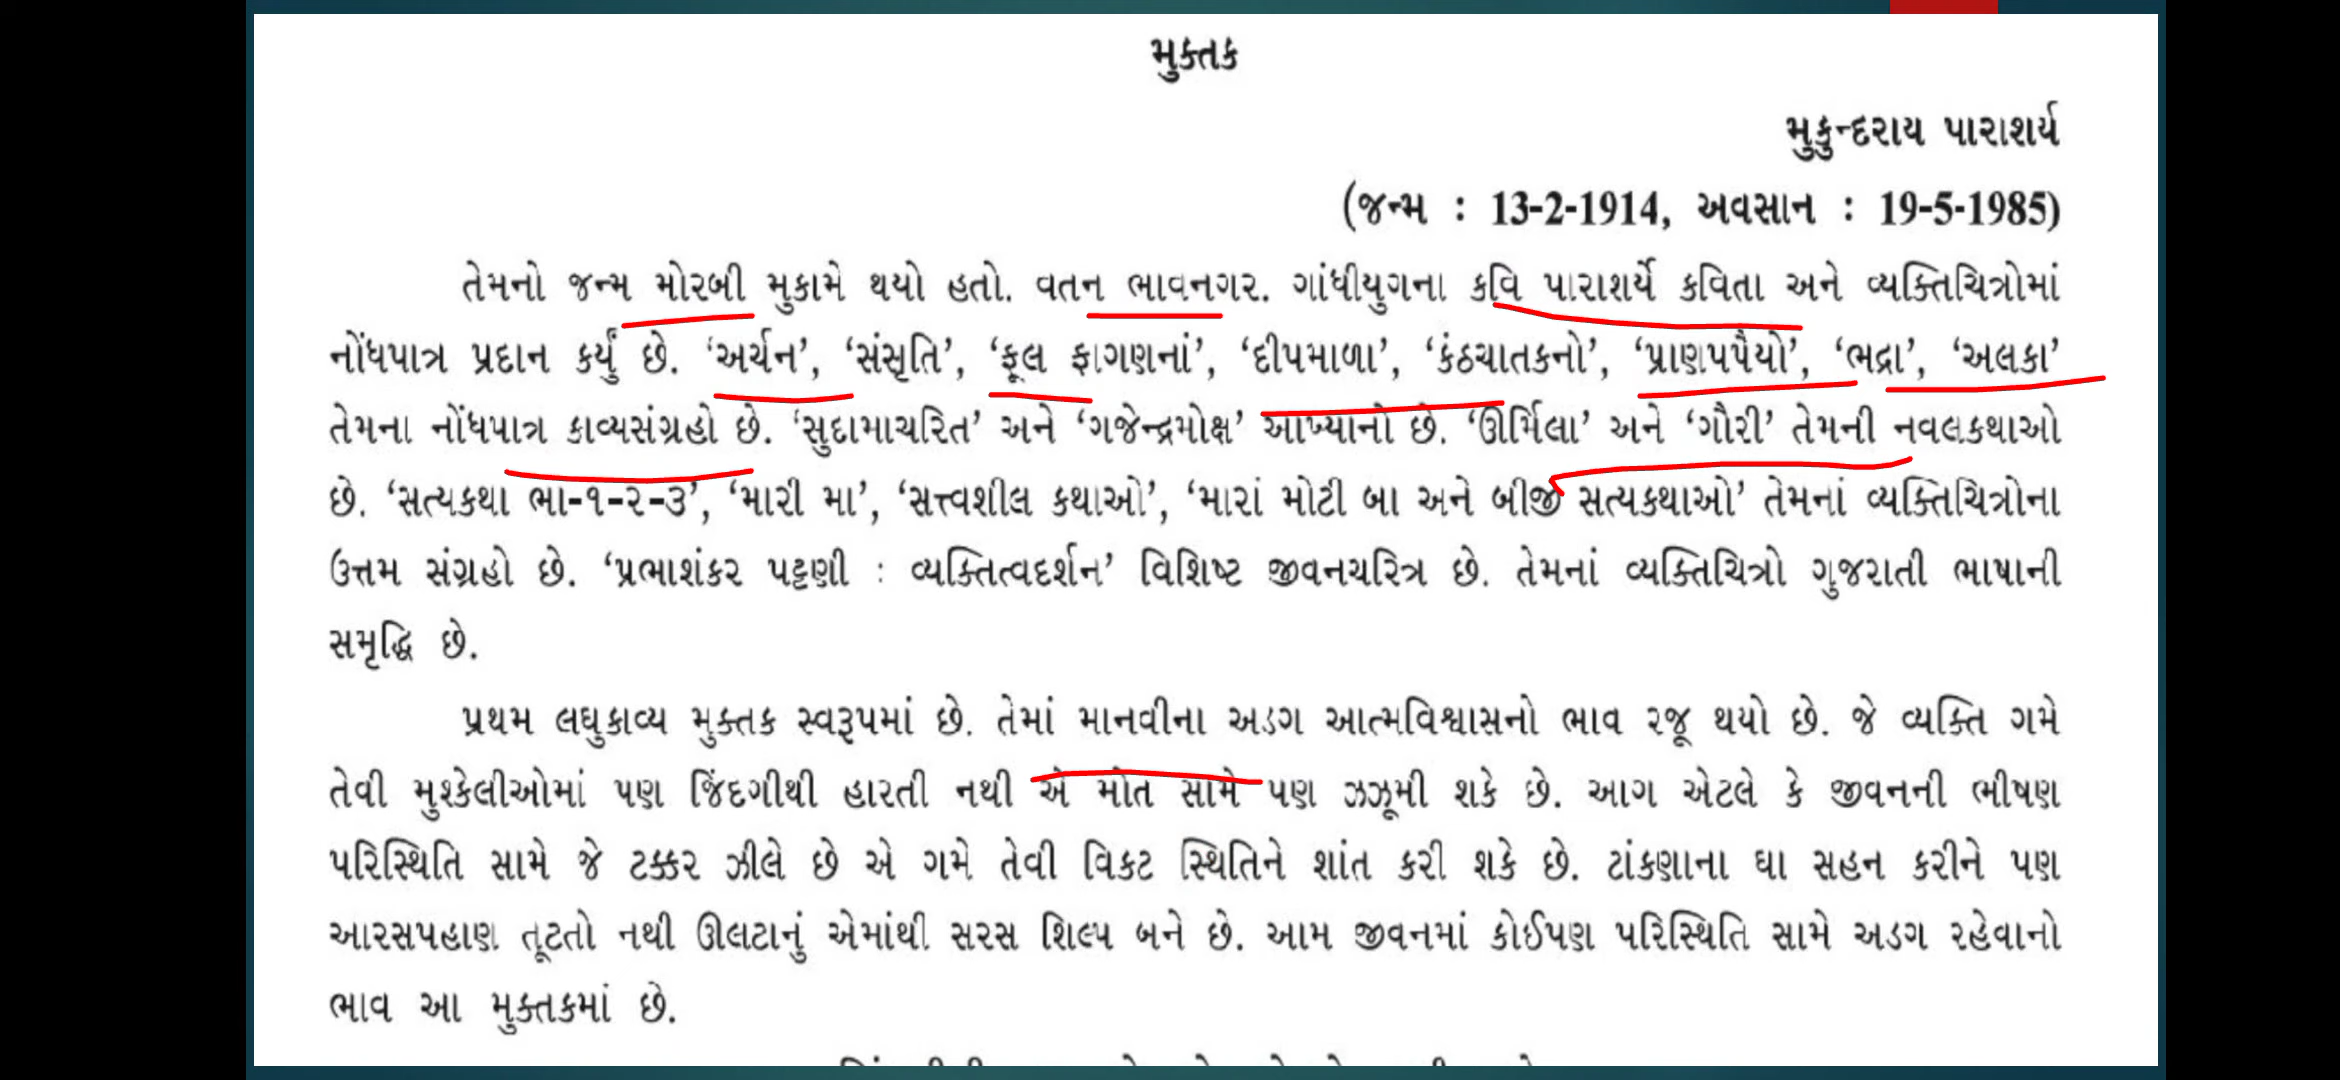 મુક્તક
મુકુન્દરાય પારાશર્ય
(જન્મ : 13-2-1914, અવસાન : 19-5-1985)
તેમનો જન્મ મોરબી મુકામે થયો હતો. વતન ભાવનગર. ગાંધીયુગના કવિ પારાશર્યે કવિતા અને વ્યક્તિચિત્રોમાં
નોંધપાત્ર પ્રદાન કર્યું છે. ‘અર્ચન’, ‘સંસૃતિ’, ‘ફૂલ ફાગણનાં’, ‘દીપમાળા’, ‘કંઠચાતકનો’, ‘પ્રાણપપૈયો’, ‘ભદ્રા’, ‘અલકા’
તેમના નોંધપાત્ર કાવ્યસંગ્રહો છે. ‘સુદામાચરિત’ અને ‘ગજેન્દ્રમોક્ષ’ આખ્યાનો છે. ‘ઊર્મિલા’ અને ‘ગૌરી’ તેમની નવલકથાઓ
છે. ‘સત્યકથા ભા-૧-૨-૩’, ‘મારી મા’, ‘સત્ત્વશીલ કથાઓ’, ‘મારાં મોટી બા અને બીજી સત્યકથાઓ’ તેમનાં વ્યક્તિચિત્રોના
ઉત્તમ સંગ્રહો છે. ‘પ્રભાશંકર પટ્ટણી : વ્યક્તિત્વદર્શન’ વિશિષ્ટ જીવનચરિત્ર છે. તેમનાં વ્યક્તિચિત્રો ગુજરાતી ભાષાની
સમૃદ્ધિ છે.
પ્રથમ લઘુકાવ્ય મુક્તક સ્વરૂપમાં છે. તેમાં માનવીના અડગ આત્મવિશ્વાસનો ભાવ રજૂ થયો છે. જે વ્યક્તિ ગમે
તેવી મુશ્કેલીઓમાં પણ જિંદગીથી હારતી નથી એ મોત સામે પણ ઝઝૂમી શકે છે. આગ એટલે કે જીવનની ભીષણ
પરિસ્થિતિ સામે જે ટક્કર ઝીલે છે એ ગમે તેવી વિકટ સ્થિતિને શાંત કરી શકે છે. ટાંકણાના ઘા સહન કરીને પણ
આરસપહાણ તૂટતો નથી ઊલટાનું એમાંથી સરસ શિલ્પ બને છે. આમ જીવનમાં કોઈપણ પરિસ્થિતિ સામે અડગ રહેવાનો
ભાવ આ મુક્તકમાં છે.